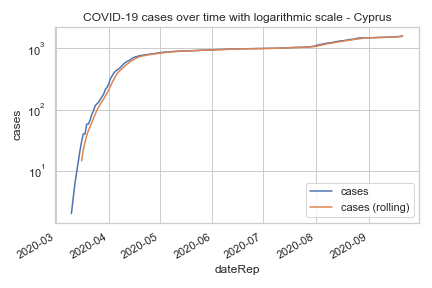 COVID-19 cases over time with logarithmic scale - Cyprus
10³
10²
10¹
cases
2020-03
2020-04
2020-05
2020-06
2020-07
2020-08
2020-09
dateRep
cases
cases (rolling)